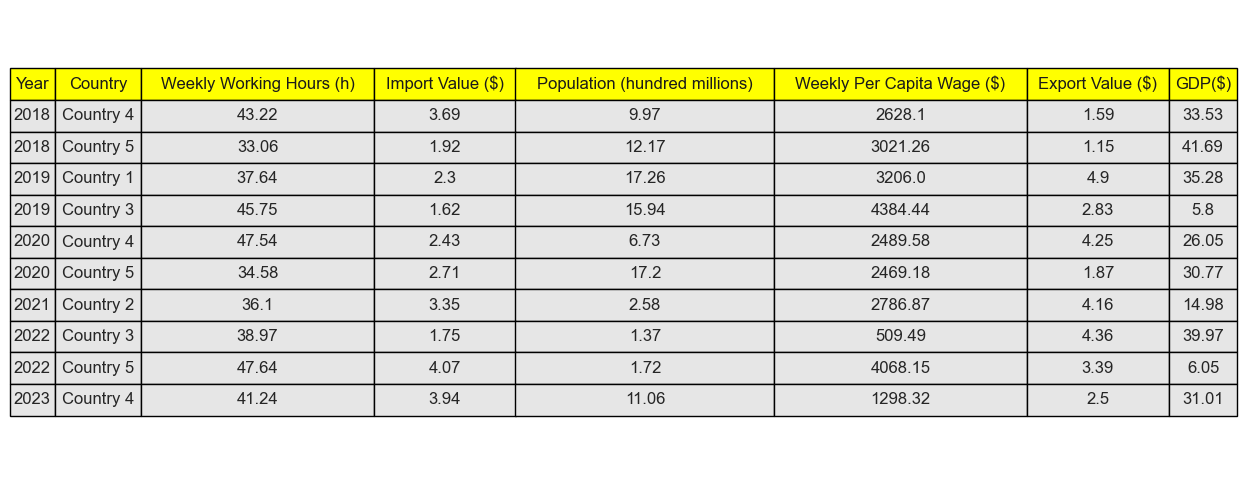 Year Country Weekly Working Hours (h) Import Value ($) Population (hundred millions) Weekly Per Capita Wage ($) Export Value ($) GDP($)
2018 Country 4 43.22 3.69 9.97 2628.1 1.59 33.53
2018 Country 5 33.06 1.92 12.17 3021.26 1.15 41.69
2019 Country 1 37.64 2.3 17.26 3206.0 4.9 35.28
2019 Country 3 45.75 1.62 15.94 4384.44 2.83 5.8
2020 Country 4 47.54 2.43 6.73 2489.58 4.25 26.05
2020 Country 5 34.58 2.71 17.2 2469.18 1.87 30.77
2021 Country 2 36.1 3.35 2.58 2786.87 4.16 14.98
2022 Country 3 38.97 1.75 1.37 509.49 4.36 39.97
2022 Country 5 47.64 4.07 1.72 4068.15 3.39 6.05
2023 Country 4 41.24 3.94 11.06 1298.32 2.5 31.01